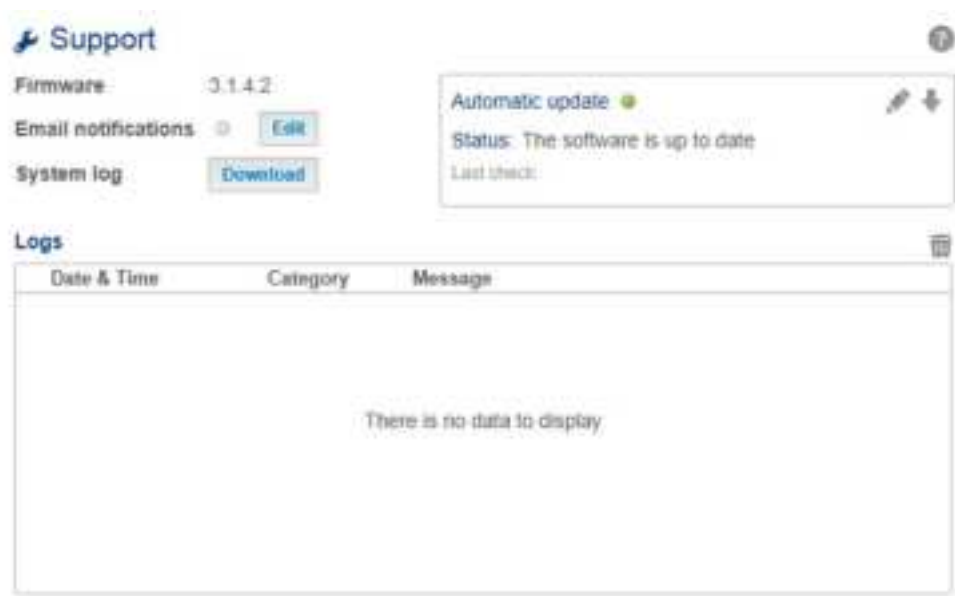 Support
Firmware 3.1.4.2
Email notifications Edit
System log Download
Automatic update
Status: The software is up to date
Last check:
Logs
Date & Time Category Message
There is no data to display